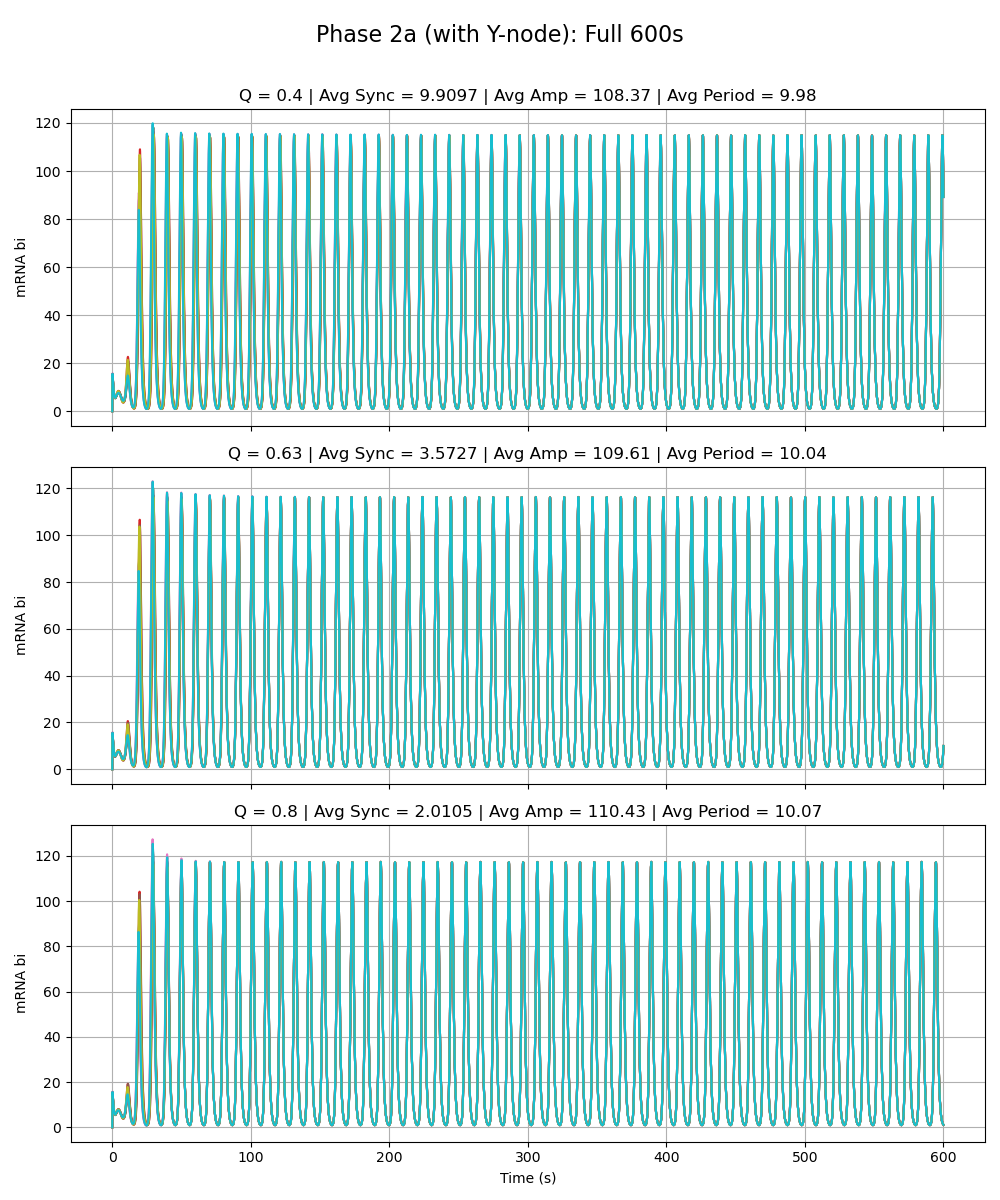 Phase 2a (with Y-node): Full 600s
Q = 0.4 | Avg Sync = 9.9097 | Avg Amp = 108.37 | Avg Period = 9.98
120
100
80
60
40
20
0
mRNA bi
Q = 0.63 | Avg Sync = 3.5727 | Avg Amp = 109.61 | Avg Period = 10.04
120
100
80
60
40
20
0
mRNA bi
Q = 0.8 | Avg Sync = 2.0105 | Avg Amp = 110.43 | Avg Period = 10.07
120
100
80
60
40
20
0
mRNA bi
0 100 200 300 400 500 600
Time (s)